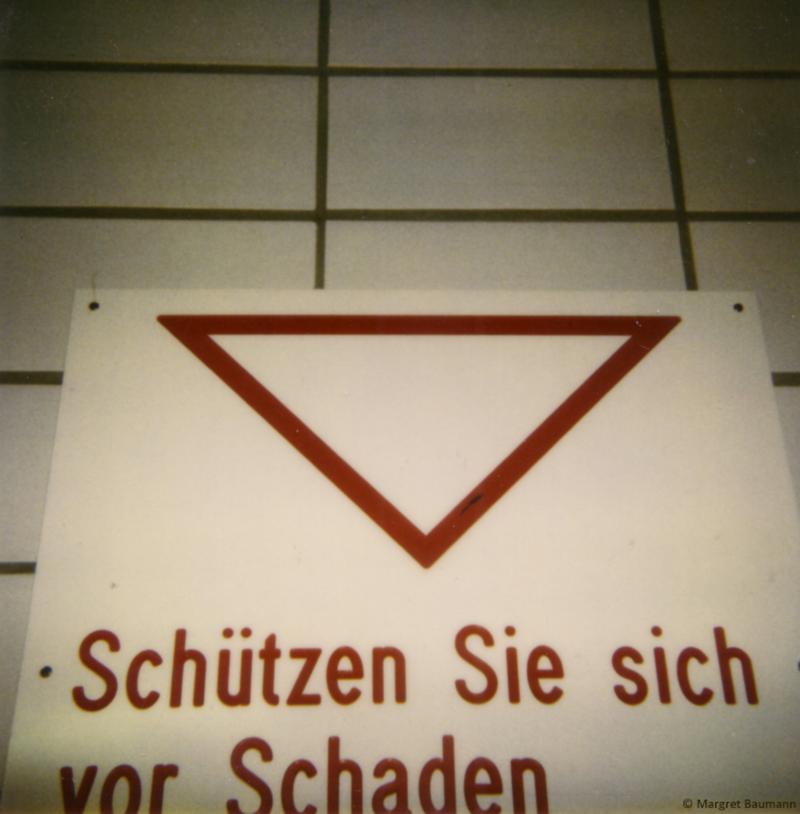 Schützen Sie sich
vor Schaden
© Margret Baumann